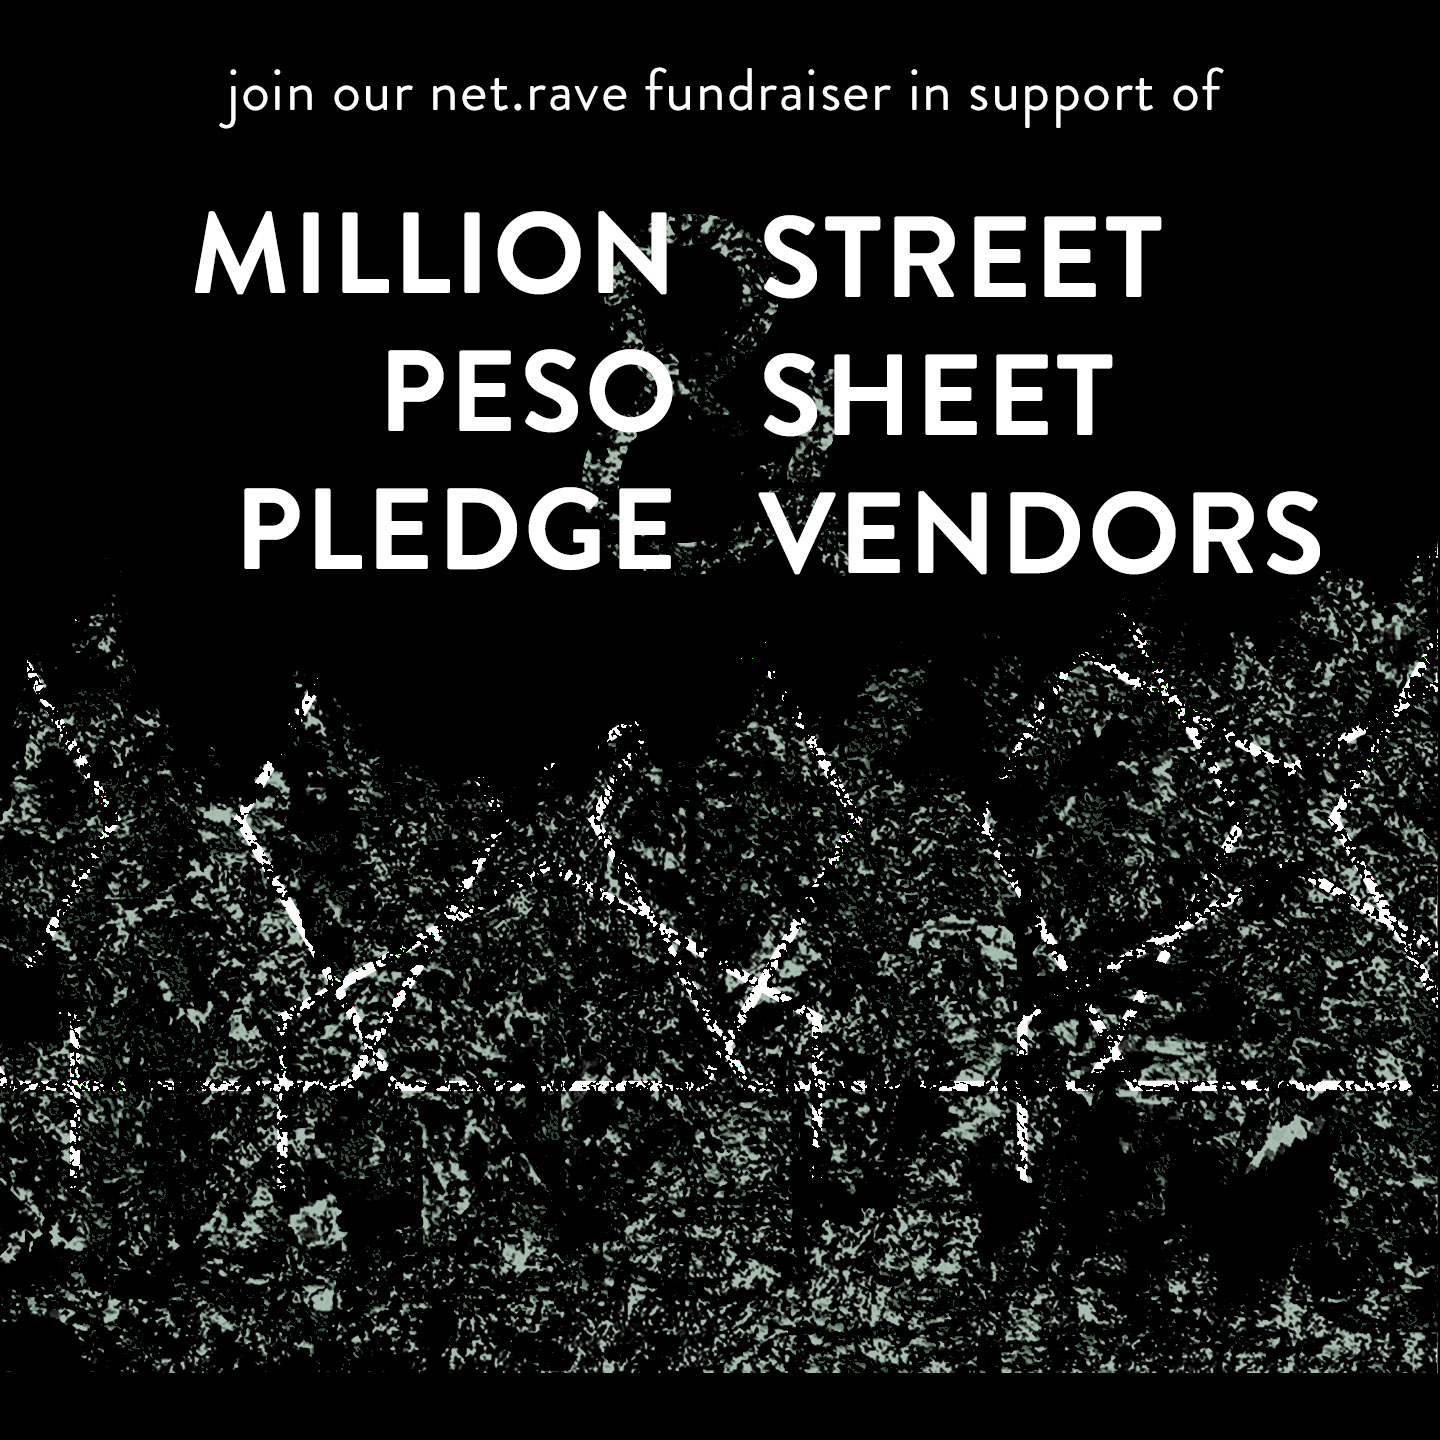 join our net.rave fundraiser in support of
MILLION
PESO
PLEDGE
&
STREET
SHEET
VENDORS